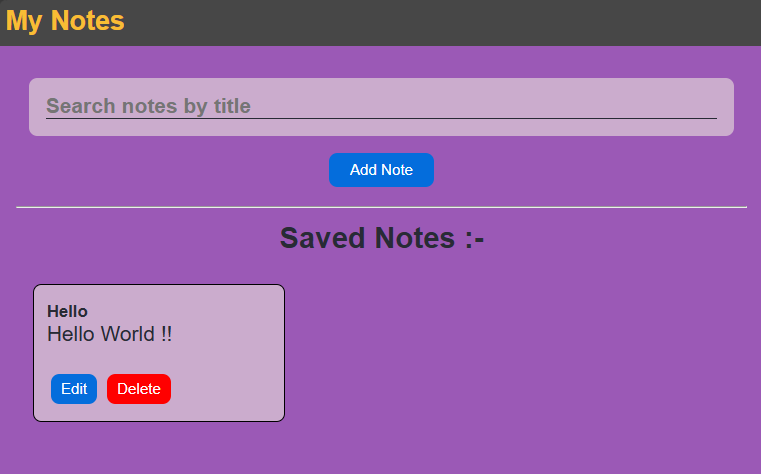 My Notes
Search notes by title
Add Note
Saved Notes :-
Hello
Hello World !!
Edit Delete